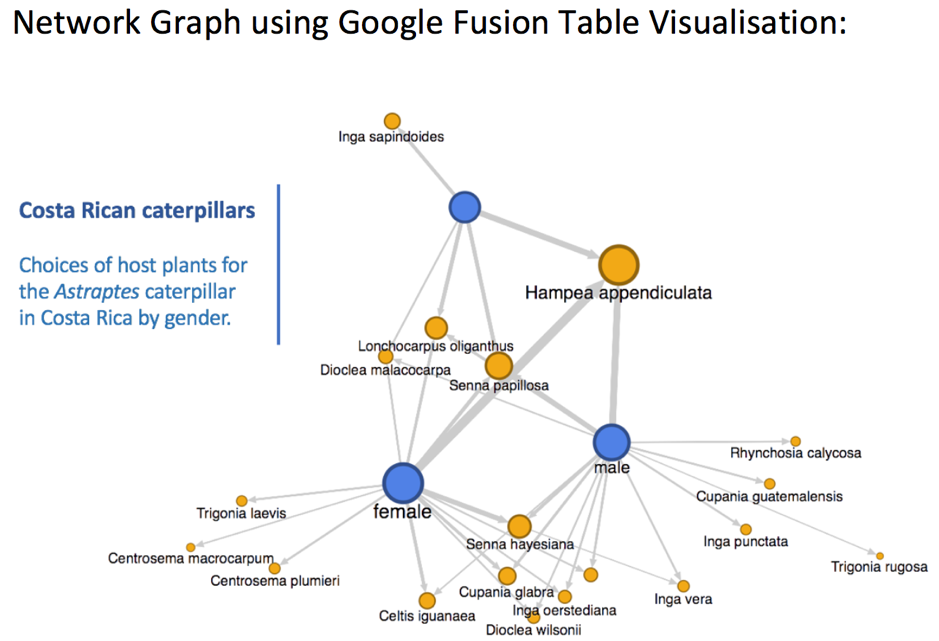 Network Graph using Google Fusion Table Visualisation:
Inga sapindoides
Costa Rican caterpillars
Choices of host plants for
the Astraptes caterpillar
in Costa Rica by gender.
Hampea appendiculata
Lonchocarpus oliganthus
Dioclea malacocarpa
Senna papillosa
male
Rhynchosia calycosa
Cupania guatemalensis
female
Trigonia laevis
Senna hayesiana
Inga punctata
Centrosema macrocarpum
Trigonia rugosa
Centrosema plumieri
Cupania glabra
Inga vera
Inga oerstediana
Celtis iguanaea
Dioclea wilsonii